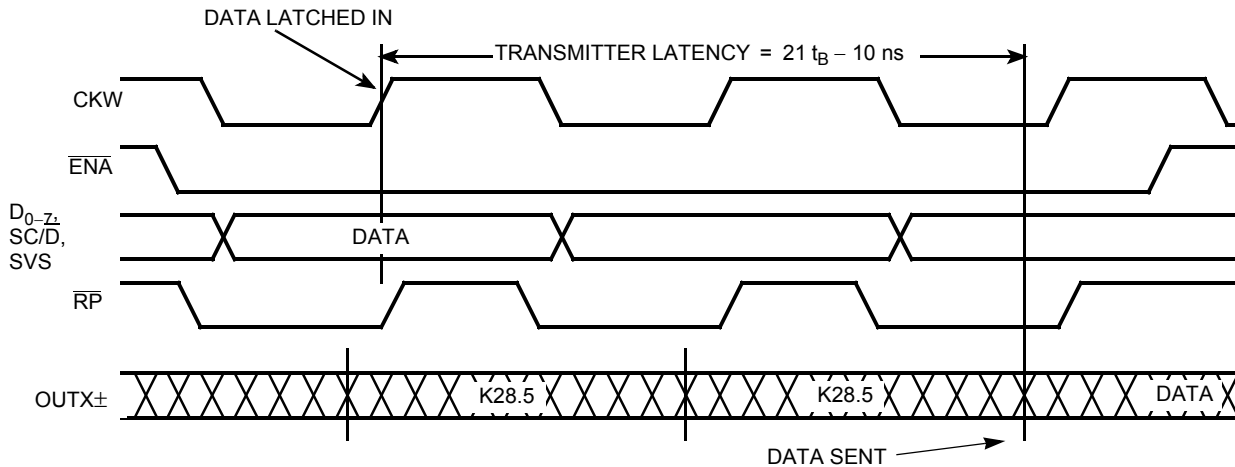 DATA LATCHED IN
TRANSMITTER LATENCY = 21 tB – 10 ns
CKW
ENA
D0–7,
SC/D,
SVS
DATA
RP
OUTX±
K28.5
K28.5
DATA
DATA SENT